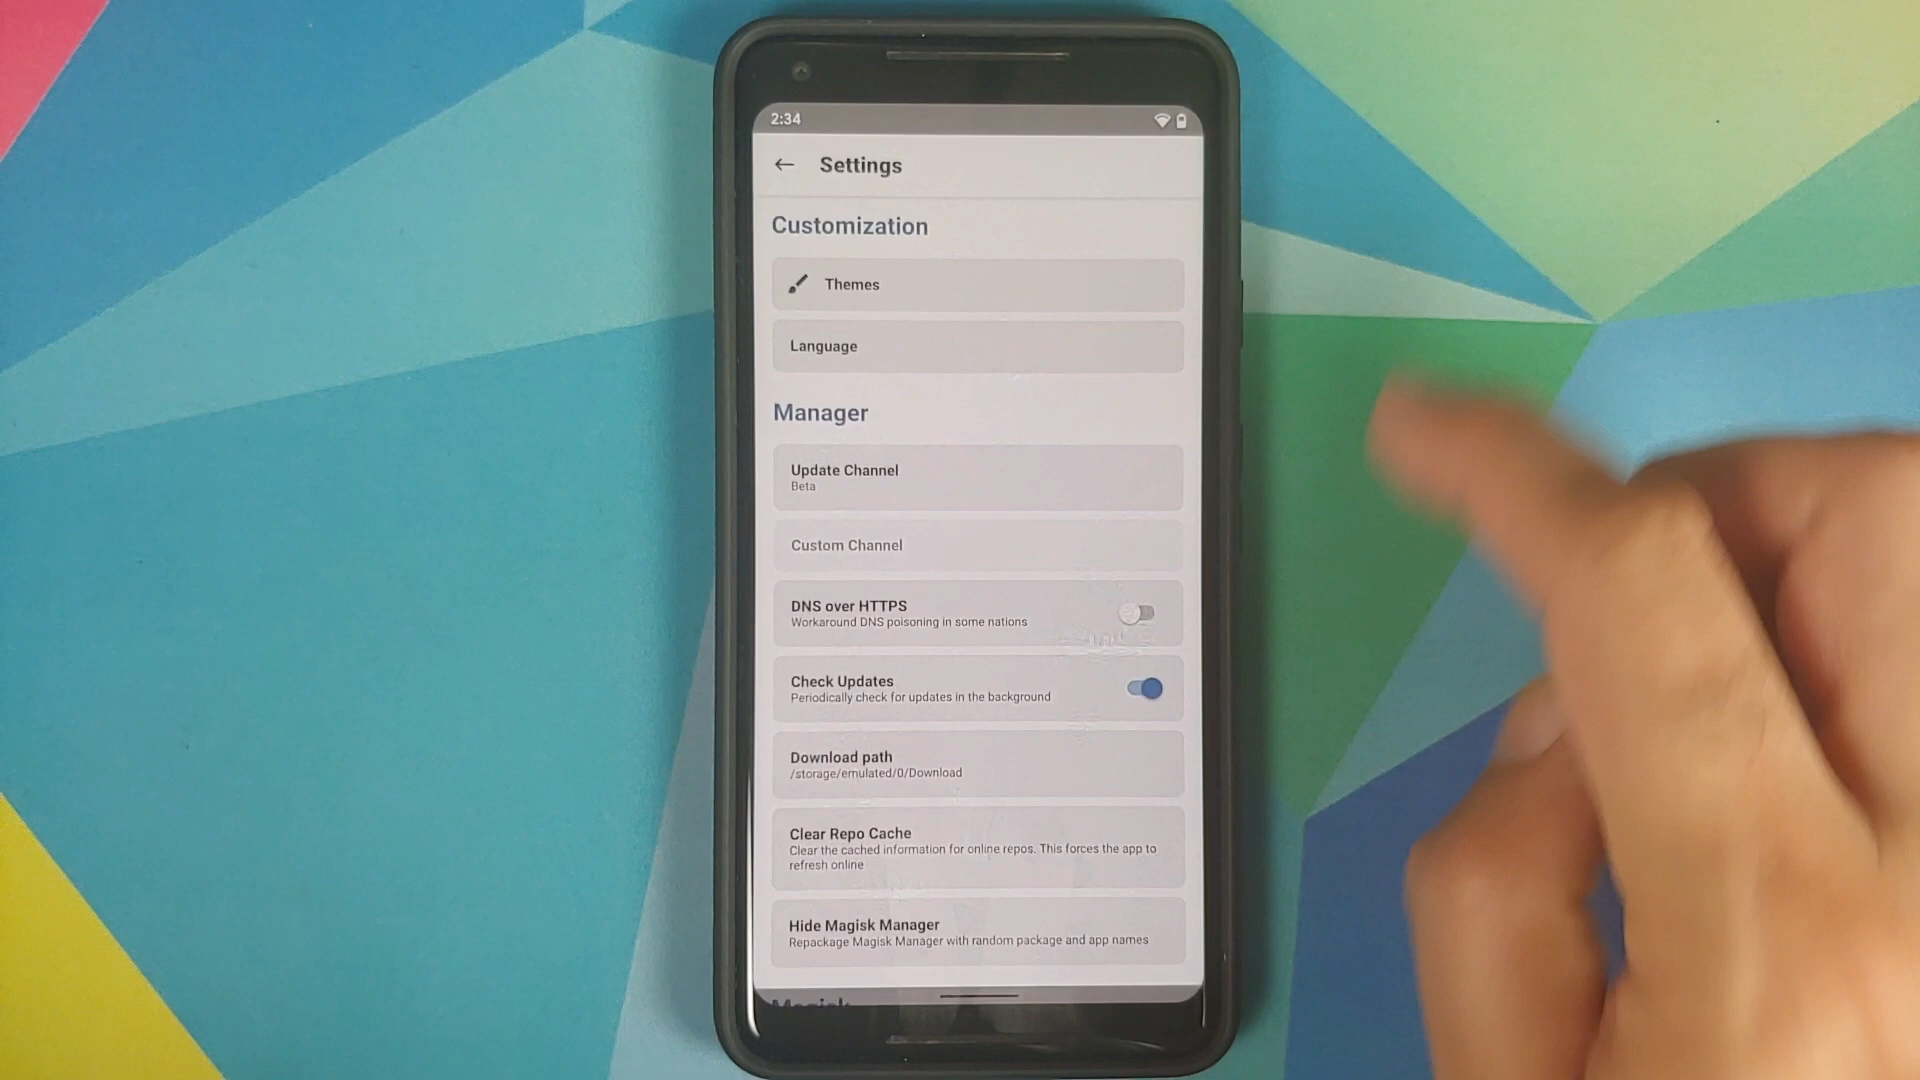 2:34
Settings
Customization
Themes
Language
Manager
Update Channel
Beta
Custom Channel
DNS over HTTPS
Workaround DNS poisoning in some nations
Check Updates
Periodically check for updates in the background
Download path
/storage/emulated/0/Download
Clear Repo Cache
Clear the cached information for online repos. This forces the app to
refresh online
Hide Magisk Manager
Repackage Magisk Manager with random package and app names
Magisk